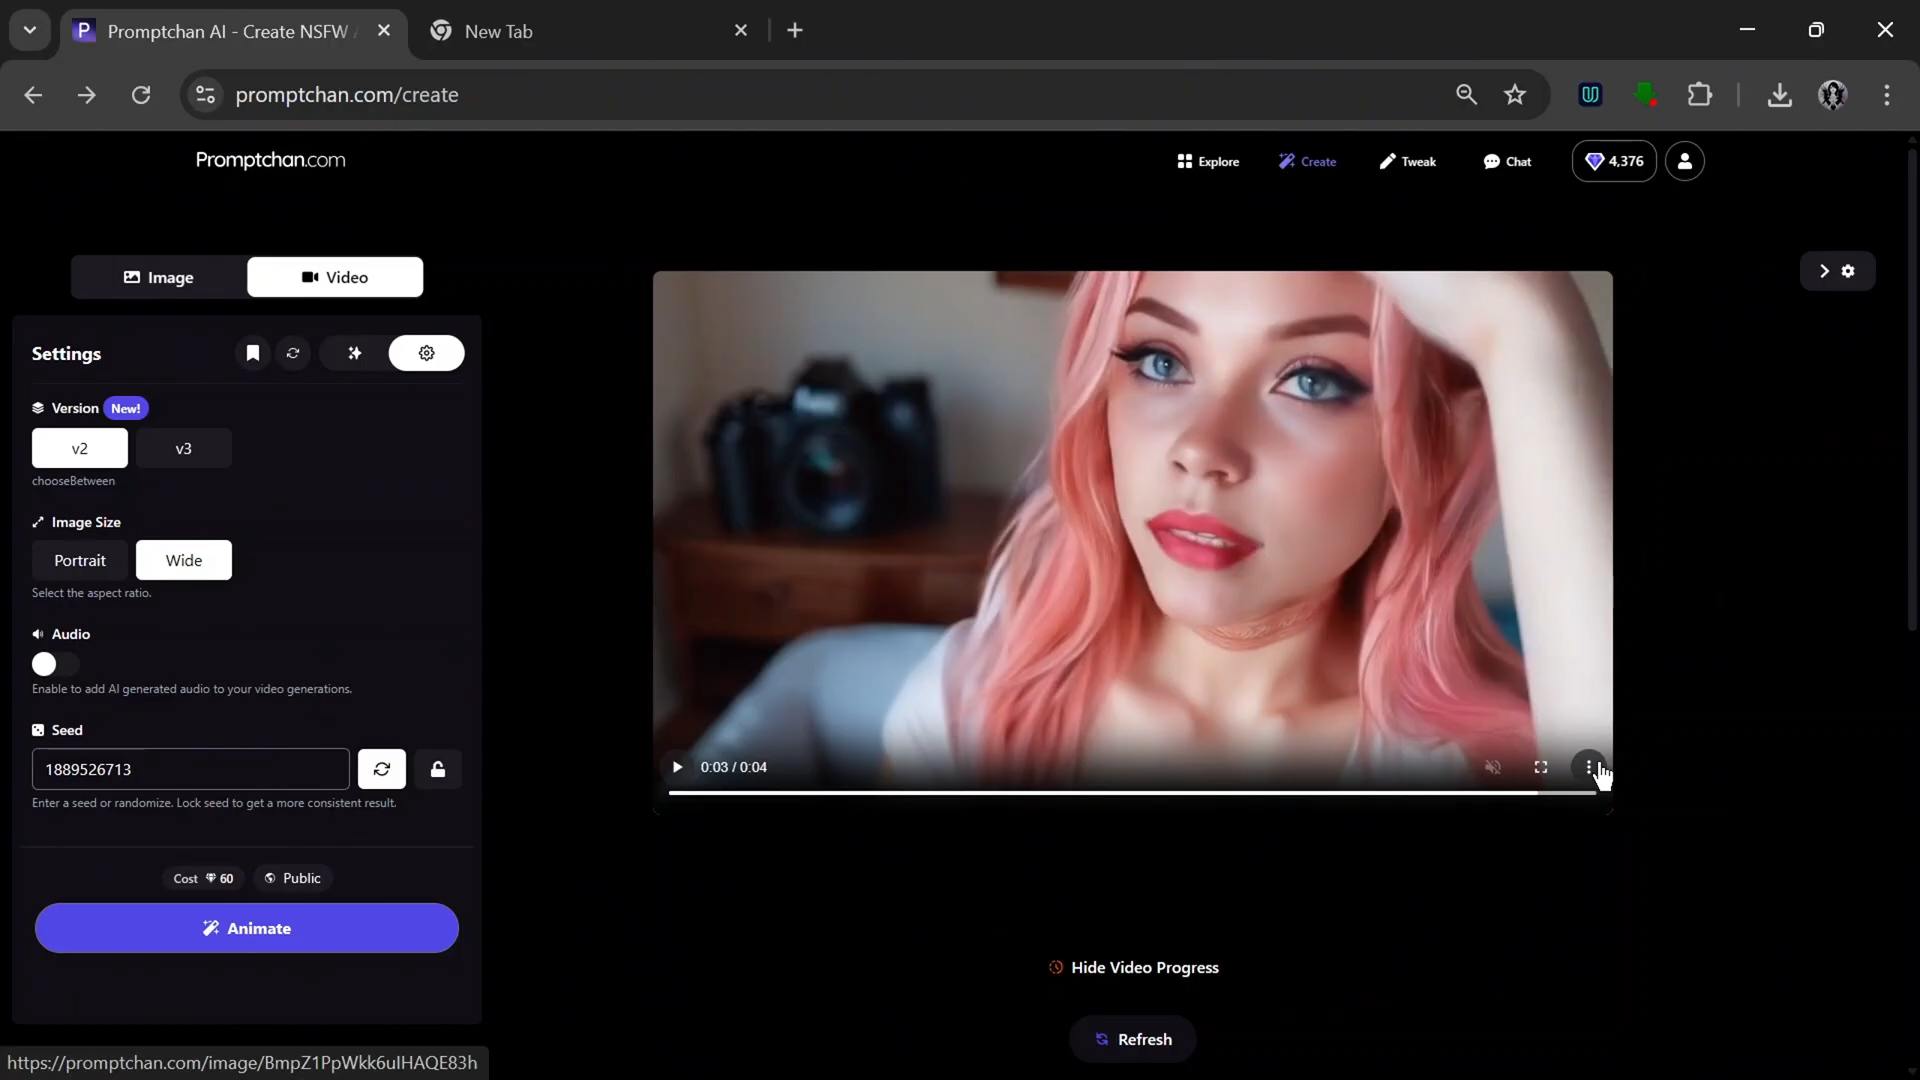 Promptchan AI - Create NSFW
New Tab
promptchan.com/create
Promptchan.com
Explore
Create
Tweak
Chat
4,376
Image
Video
Settings
Version New!
v2
v3
chooseBetween
Image Size
Portrait
Wide
Select the aspect ratio.
Audio
Enable to add AI generated audio to your video generations.
Seed
1889526713
Enter a seed or randomize. Lock seed to get a more consistent result.
Cost 60
Public
Animate
0:03 / 0:04
Hide Video Progress
Refresh
https://promptchan.com/image/BmpZ1PpWkk6uIHAQE83h